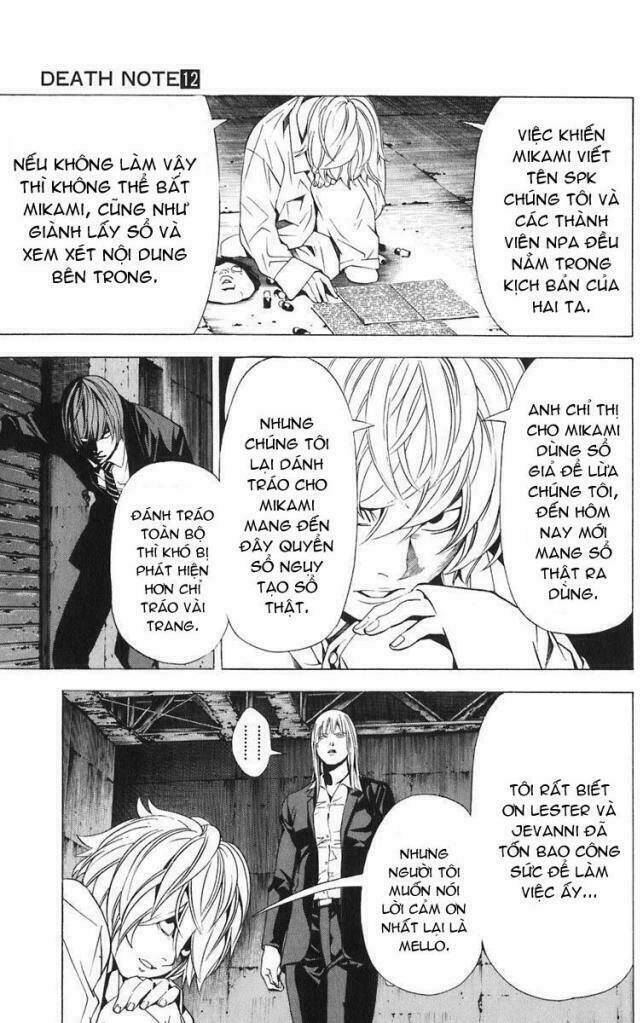 DEATH NOTE 12
VIỆC KHIẾN
MIKAMI VIẾT
TÊN SPK
CHÚNG TÔI VÀ
CÁC THÀNH
VIÊN NPA ĐỀU
NẰM TRONG
KỊCH BẢN CỦA
HAI TA.
NẾU KHÔNG LÀM VẬY
THÌ KHÔNG THỂ BẮT
MIKAMI, CŨNG NHƯ
GIÀNH LẤY SỔ VÀ
XEM XÉT NỘI DUNG
BÊN TRONG.
ANH CHỈ THỊ
CHO MIKAMI
DÙNG SỔ
GIẢ ĐỂ LỪA
CHÚNG TÔI,
ĐẾN HÔM
NAY MỚI
MANG SỔ
THẬT RA
DÙNG.
NHƯNG
CHÚNG TÔI
LẠI ĐÁNH
TRÁO CHO
MIKAMI
MANG ĐẾN
ĐÂY QUYỂN
SỔ NGỤY
TẠO SỔ
THẬT.
ĐÁNH TRÁO
TOÀN BỘ
THÌ KHÓ BỊ
PHÁT HIỆN
HƠN CHỈ
TRÁO VÀI
TRANG.
TÔI RẤT BIẾT
ƠN LESTER VÀ
JEVANNI ĐÃ
TỐN BAO CÔNG
SỨC ĐỂ LÀM
VIỆC ẤY...
NHƯNG
NGƯỜI TÔI
MUỐN NÓI
LỜI CẢM ƠN
NHẤT LẠI LÀ
MELLO.